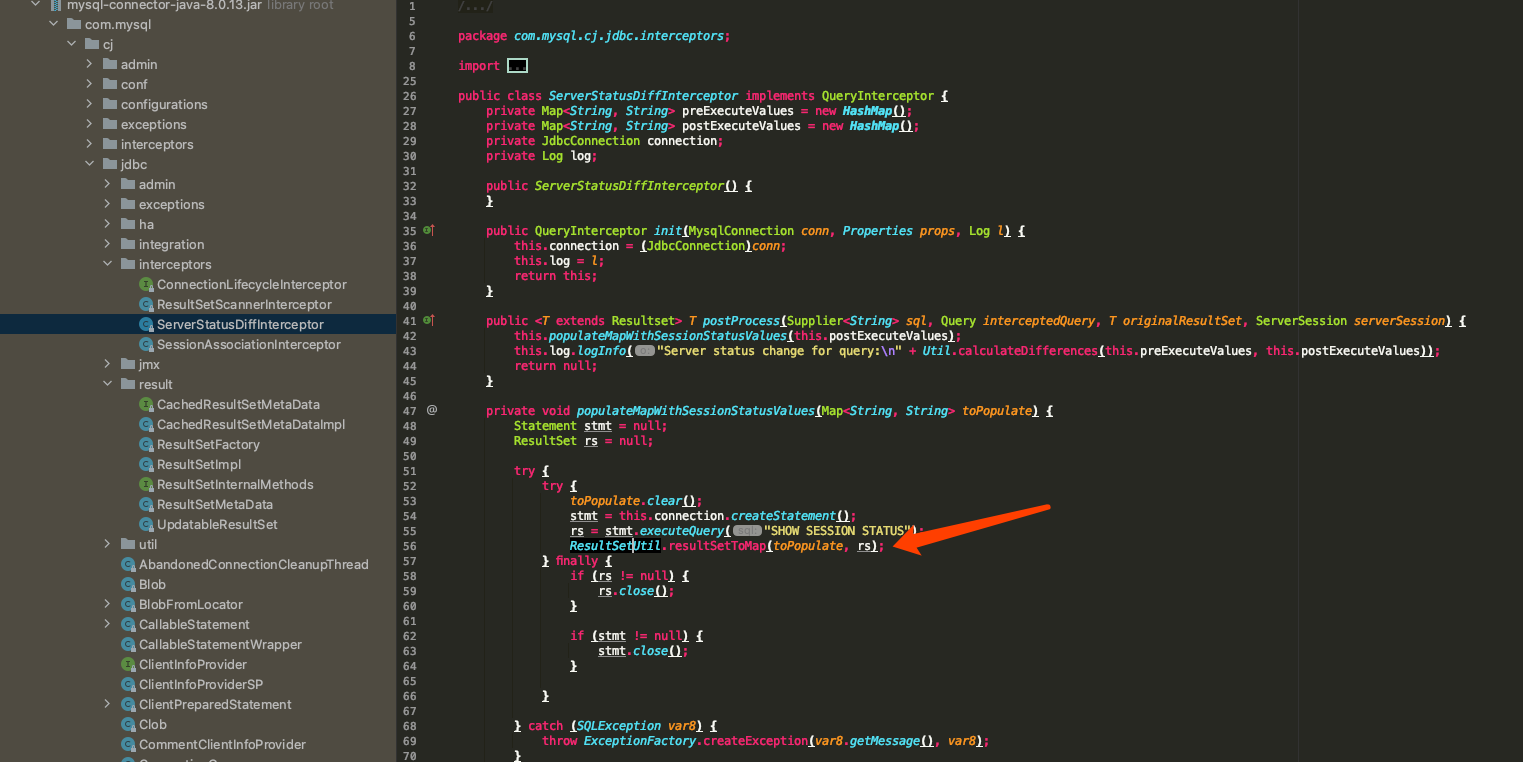 mysql-connector-java-8.0.13.jar library root
com.mysql
cj
admin
conf
configurations
exceptions
interceptors
jdbc
admin
exceptions
ha
integration
interceptors
ConnectionLifecycleInterceptor
ResultSetScannerInterceptor
ServerStatusDiffInterceptor
SessionAssociationInterceptor
jmx
result
CachedResultSetMetaData
CachedResultSetMetaDataImpl
ResultSetFactory
ResultSetImpl
ResultSetInternalMethods
ResultSetMetaData
UpdatableResultSet
util
AbandonedConnectionCleanupThread
Blob
BlobFromLocator
CallableStatement
CallableStatementWrapper
ClientInfoProvider
ClientInfoProviderSP
ClientPreparedStatement
Clob
CommentClientInfoProvider
1 /.../
5
6 package com.mysql.cj.jdbc.interceptors;
7
8 import ...
25
26 public class ServerStatusDiffInterceptor implements QueryInterceptor {
27 private Map<String, String> preExecuteValues = new HashMap();
28 private Map<String, String> postExecuteValues = new HashMap();
29 private JdbcConnection connection;
30 private Log log;
31
32 public ServerStatusDiffInterceptor() {
33 }
34
35 public QueryInterceptor init(MysqlConnection conn, Properties props, Log l) {
36 this.connection = (JdbcConnection)conn;
37 this.log = l;
38 return this;
39 }
40
41 public <T extends Resultset> T postProcess(Supplier<String> sql, Query interceptedQuery, T originalResultSet, ServerSession serverSession) {
42 this.populateMapWithSessionStatusValues(this.postExecuteValues);
43 this.log.logInfo( o: "Server status change for query:\n" + Util.calculateDifferences(this.preExecuteValues, this.postExecuteValues));
44 return null;
45 }
46
47 @ private void populateMapWithSessionStatusValues(Map<String, String> toPopulate) {
48 Statement stmt = null;
49 ResultSet rs = null;
50
51 try {
52 try {
53 toPopulate.clear();
54 stmt = this.connection.createStatement();
55 rs = stmt.executeQuery( sql: "SHOW SESSION STATUS");
56 ResultSetUtil.resultSetToMap(toPopulate, rs);
57 } finally {
58 if (rs != null) {
59 rs.close();
60 }
61
62 if (stmt != null) {
63 stmt.close();
64 }
65
66 }
67
68 } catch (SQLException var8) {
69 throw ExceptionFactory.createException(var8.getMessage(), var8);
70 }